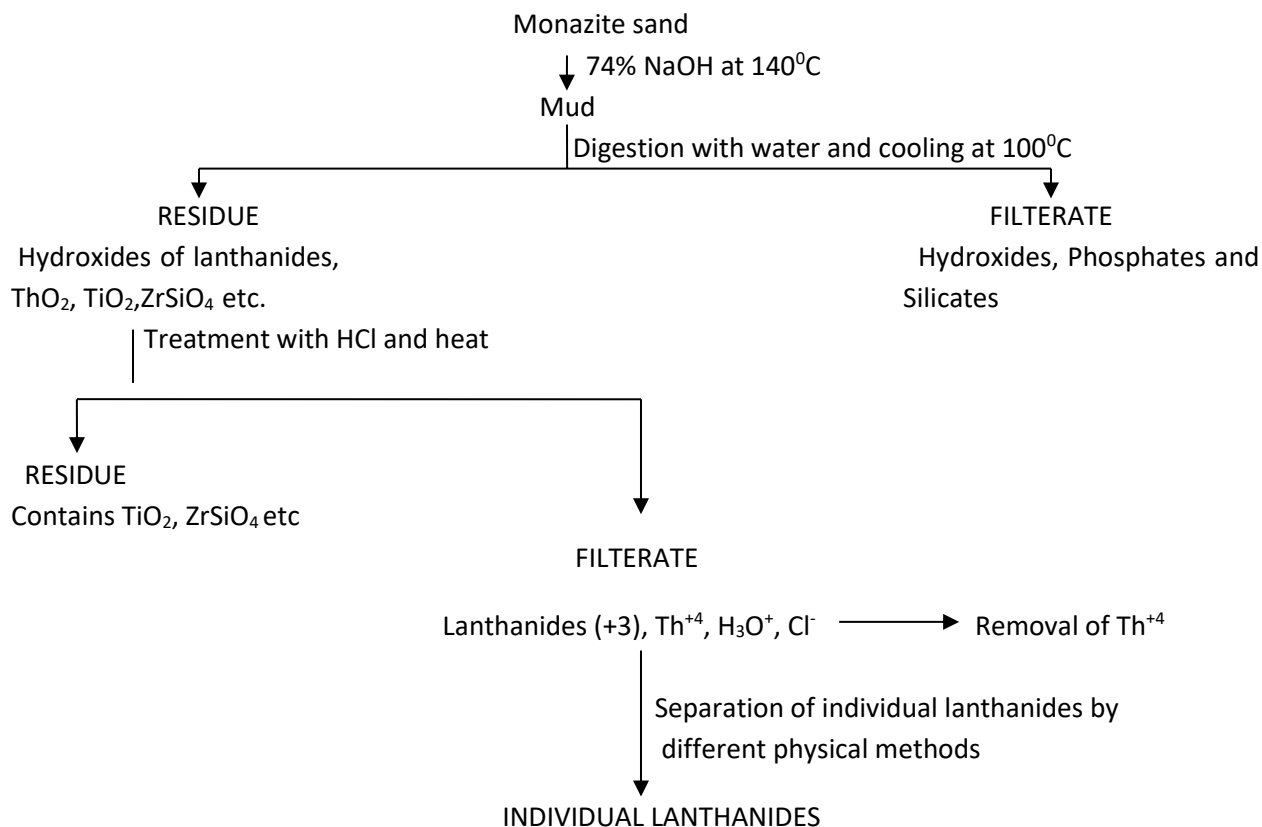 Monazite sand
74% NaOH at 140⁰C
Mud
Digestion with water and cooling at 100⁰C
RESIDUE
Hydroxides of lanthanides,
ThO₂, TiO₂,ZrSiO₄ etc.
FILTERATE
Hydroxides, Phosphates and
Silicates
Treatment with HCl and heat
RESIDUE
Contains TiO₂, ZrSiO₄ etc
FILTERATE
Lanthanides (+3), Th⁺⁴, H₃O⁺, Cl⁻
Removal of Th⁺⁴
Separation of individual lanthanides by
different physical methods
INDIVIDUAL LANTHANIDES